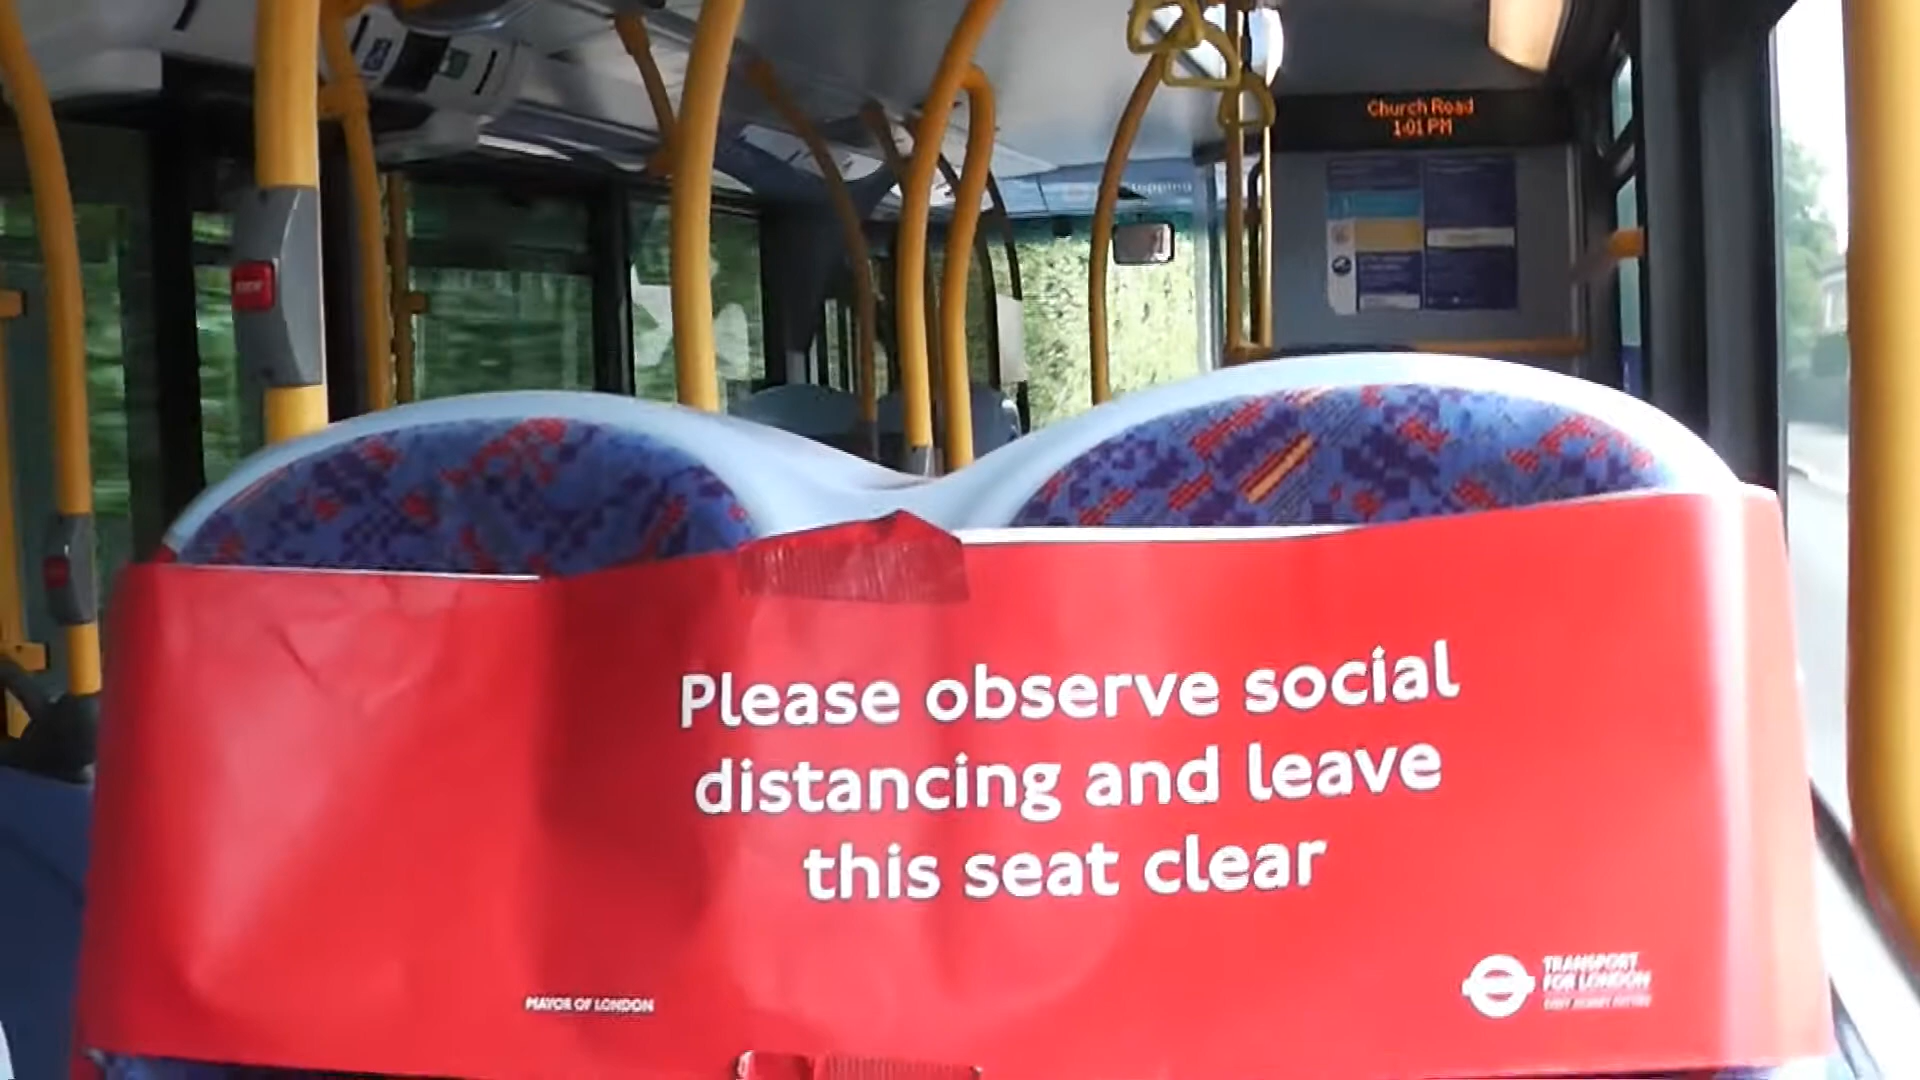 Church Road
1:01 PM
Please observe social
distancing and leave
this seat clear
MAYOR OF LONDON
TRANSPORT
FOR LONDON